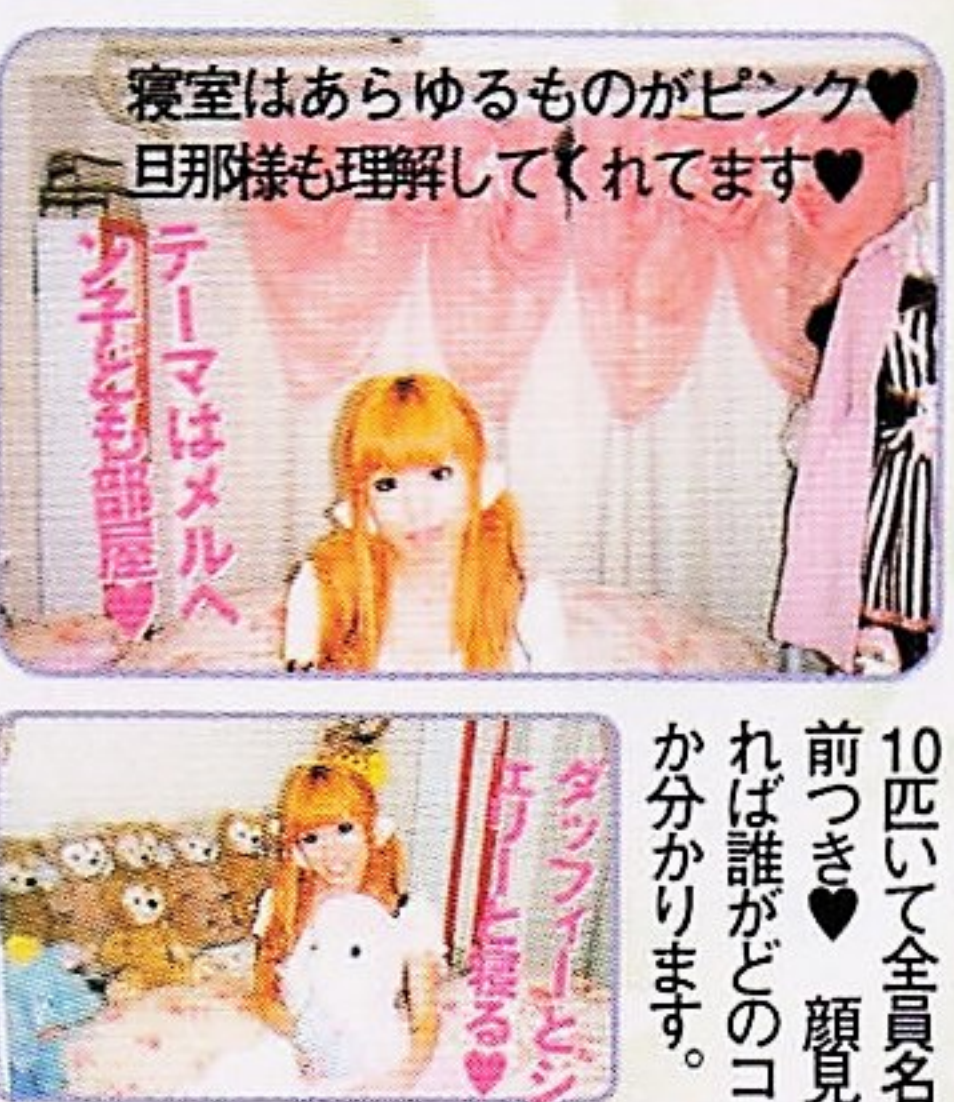 寝室はあらゆるものがピンク♥
旦那様も理解してくれてます♥
テーマはメルヘ
ン子ども部屋♥
ダッフィーとジ
ェリーと寝る♥
10匹いて全員名
前つき♥ 顔見
れば誰がどのコ
か分かります。